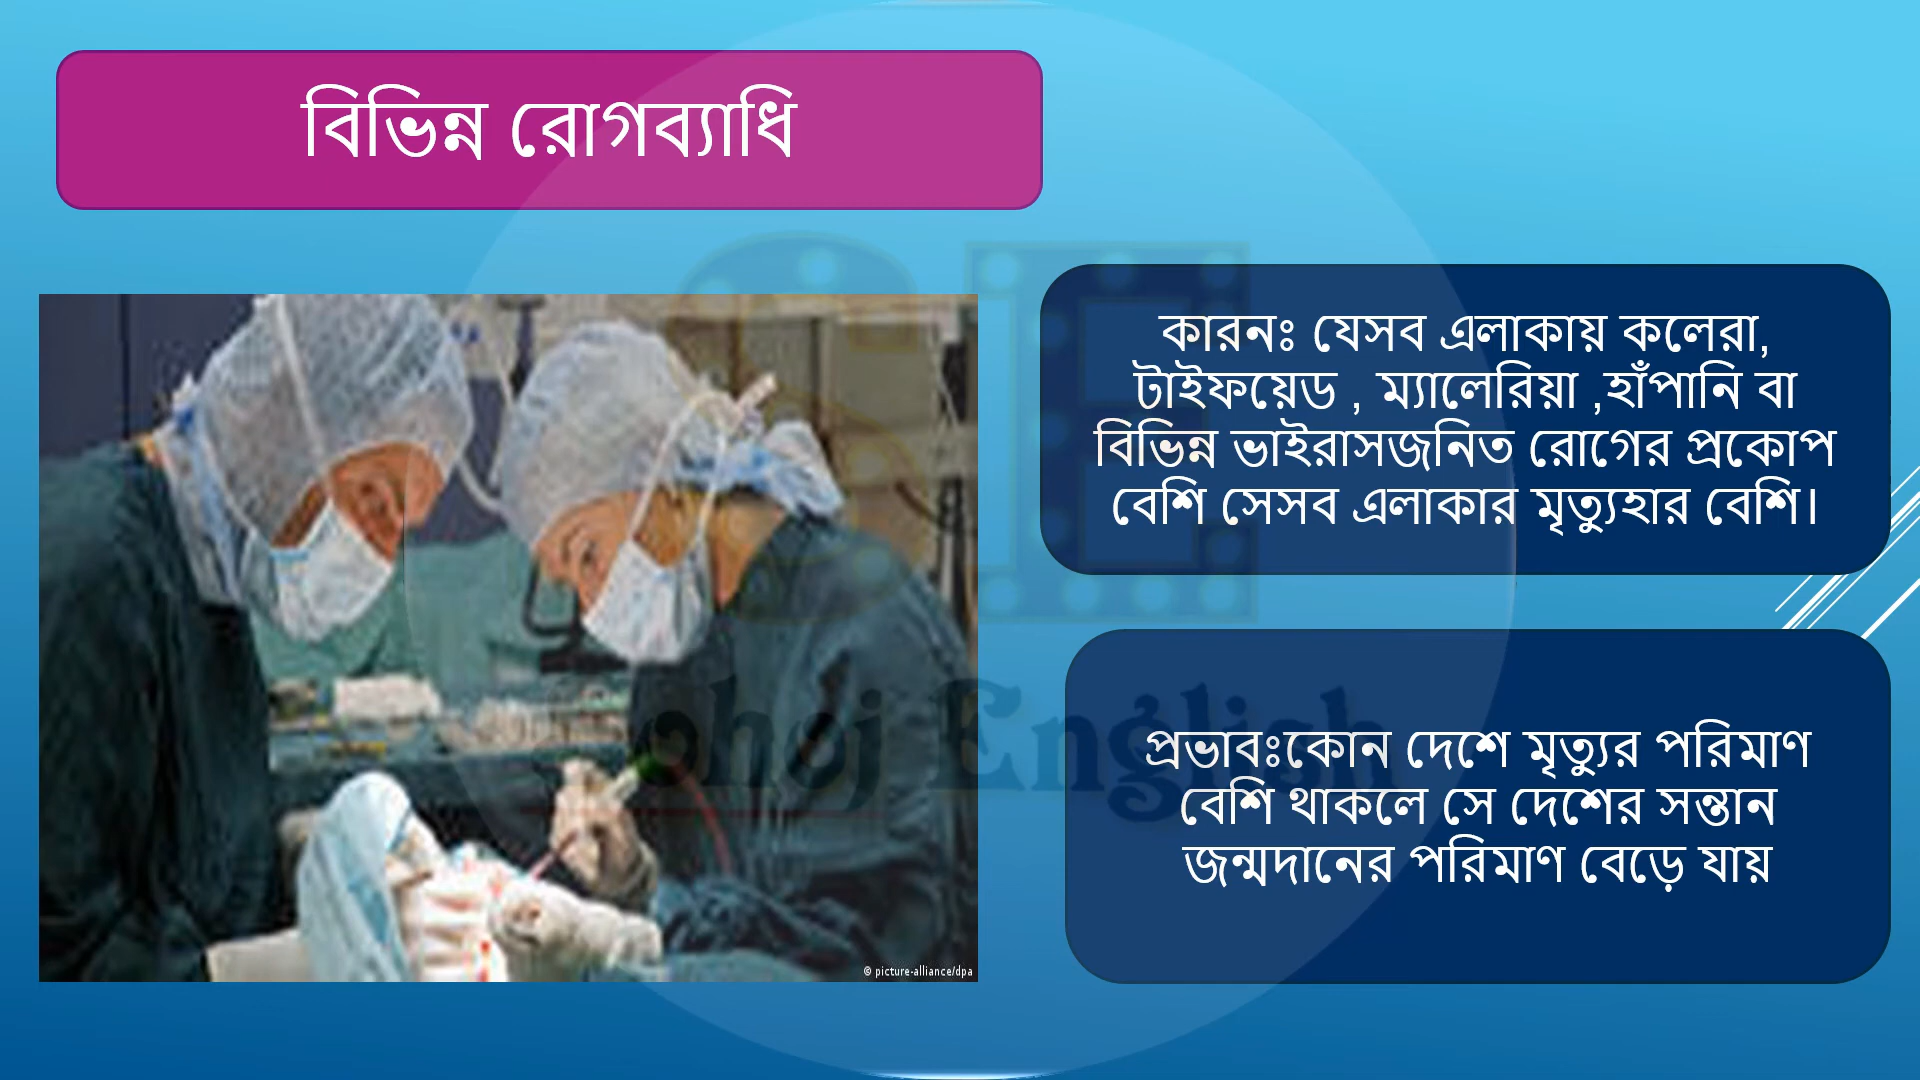 বিভিন্ন রোগব্যাধি
কারনঃ যেসব এলাকায় কলেরা,
টাইফয়েড , ম্যালেরিয়া ,হাঁপানি বা
বিভিন্ন ভাইরাসজনিত রোগের প্রকোপ
বেশি সেসব এলাকার মৃত্যুহার বেশি।
প্রভাবঃকোন দেশে মৃত্যুর পরিমাণ
বেশি থাকলে সে দেশের সন্তান
জন্মদানের পরিমাণ বেড়ে যায়
© picture-alliance/dpa
English